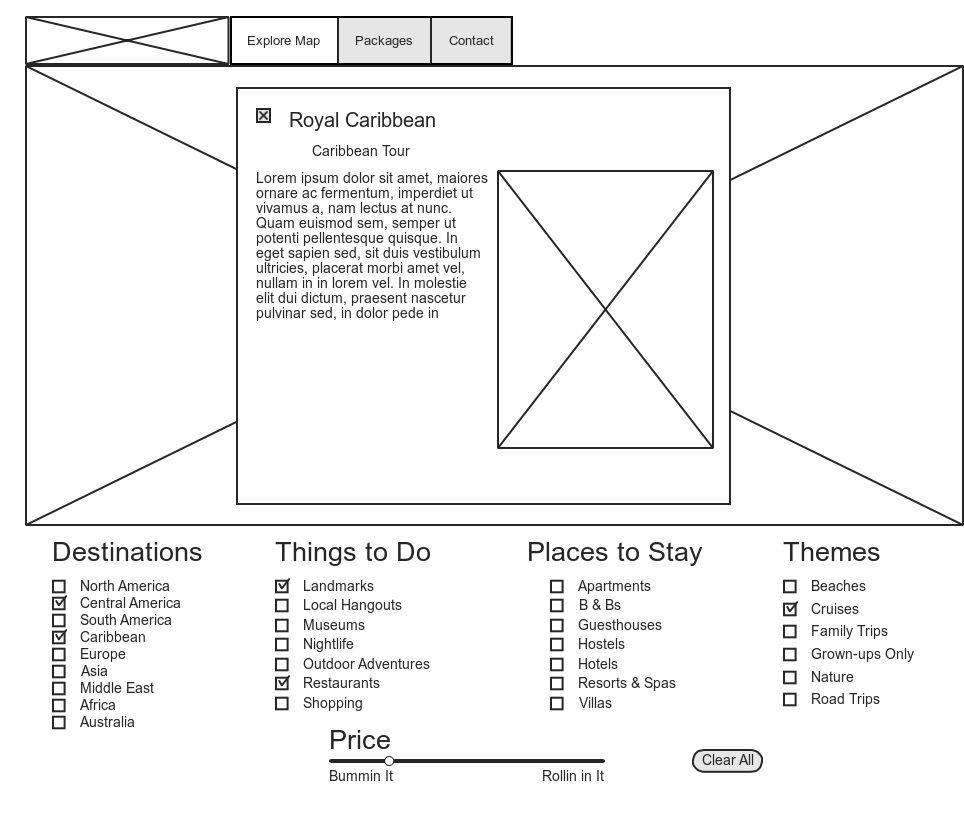 Explore Map
Packages
Contact
Royal Caribbean
Caribbean Tour
Lorem ipsum dolor sit amet, maiores
ornare ac fermentum, imperdiet ut
vivamus a, nam lectus at nunc.
Quam euismod sem, semper ut
potenti pellentesque quisque. In
eget sapien sed, sit duis vestibulum
ultricies, placerat morbi amet vel,
nullam in in lorem vel. In molestie
elit dui dictum, praesent nascetur
pulvinar sed, in dolor pede in
Destinations
North America
Central America
South America
Caribbean
Europe
Asia
Middle East
Africa
Australia
Things to Do
Landmarks
Local Hangouts
Museums
Nightlife
Outdoor Adventures
Restaurants
Shopping
Places to Stay
Apartments
B & Bs
Guesthouses
Hostels
Hotels
Resorts & Spas
Villas
Themes
Beaches
Cruises
Family Trips
Grown-ups Only
Nature
Road Trips
Price
Bummin It
Rollin in It
Clear All